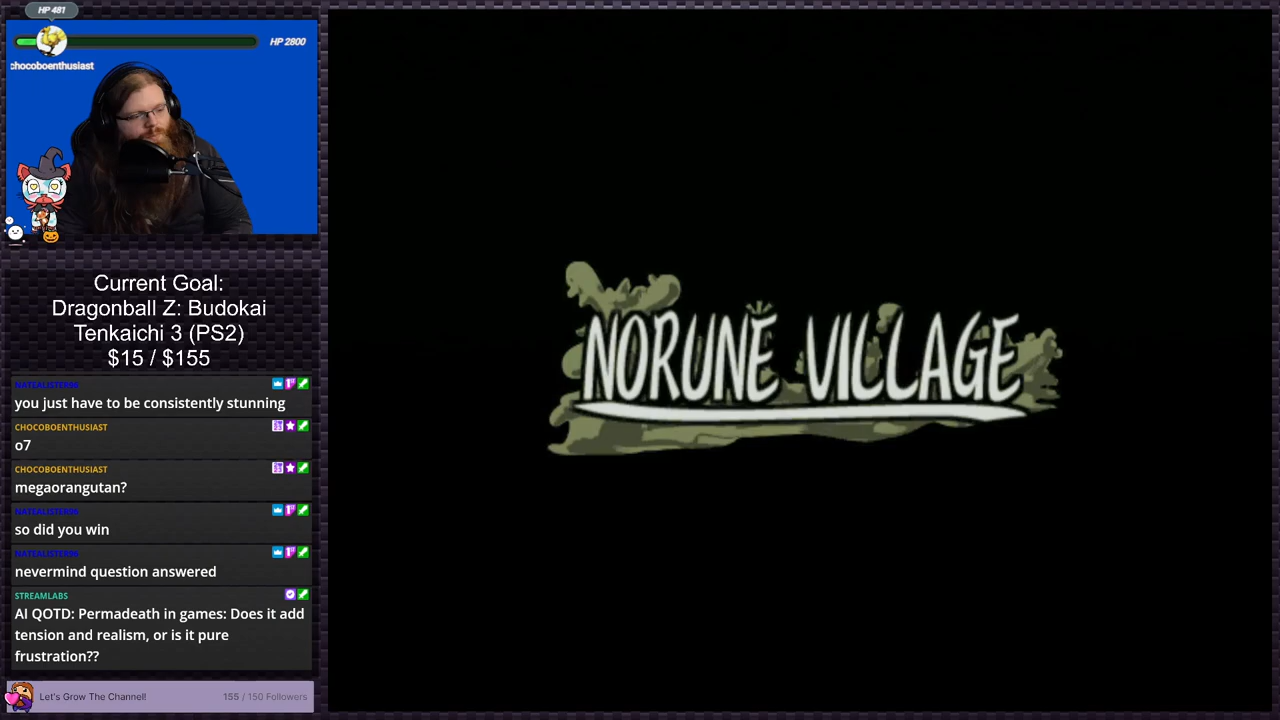 HP 481
HP 2800
chocoboenthusiast
Current Goal:
Dragonball Z: Budokai
Tenkaichi 3 (PS2)
$15 / $155
NATEALISTER96
you just have to be consistently stunning
CHOCOBOENTHUSIAST
o7
CHOCOBOENTHUSIAST
megaorangutan?
NATEALISTER96
so did you win
NATEALISTER96
nevermind question answered
STREAMLABS
AI QOTD: Permadeath in games: Does it add
tension and realism, or is it pure
frustration??
Let's Grow The Channel!
155 / 150 Followers
NORUNE VILLAGE